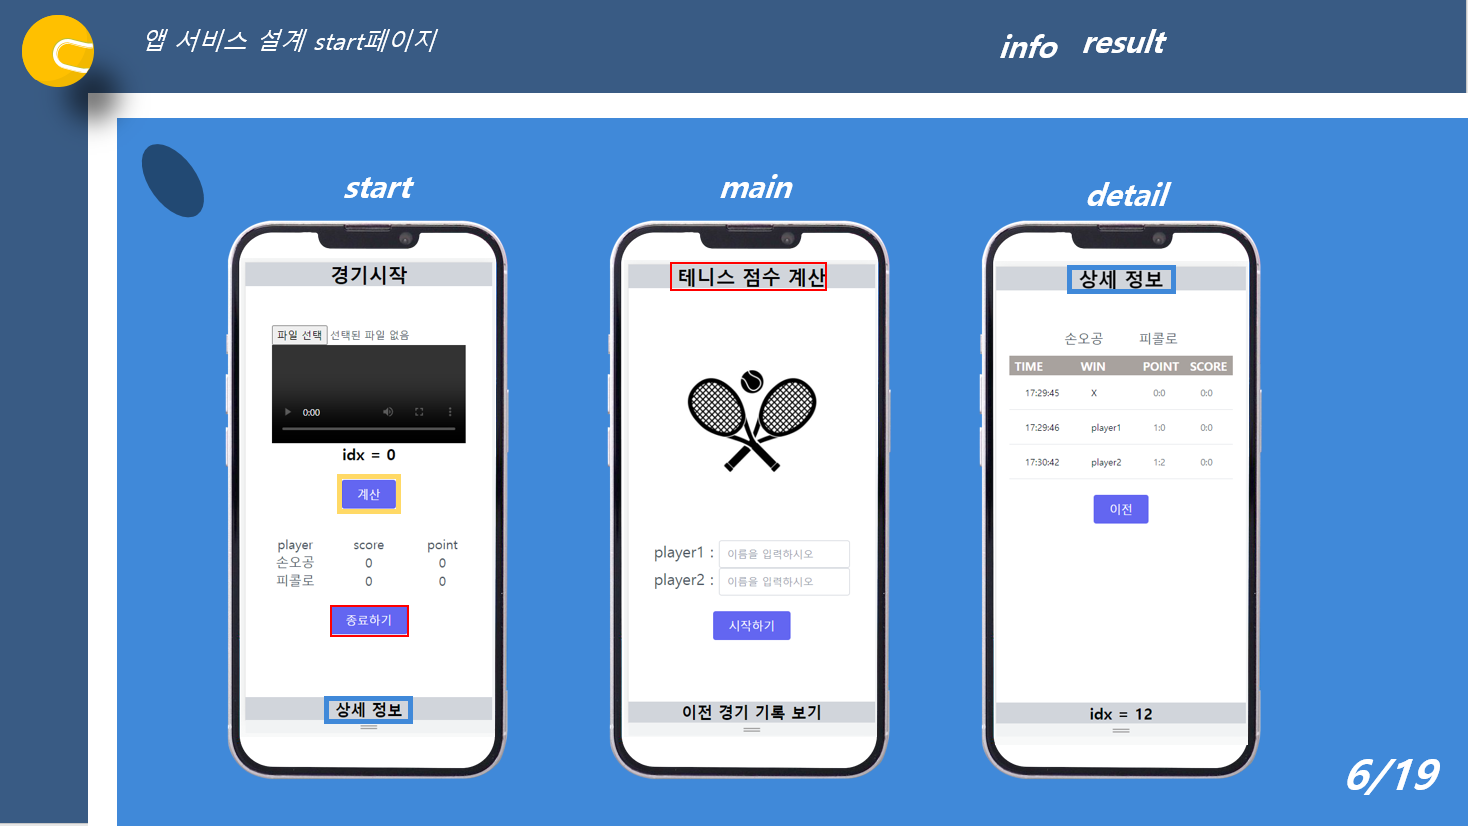 앱 서비스 설계 start페이지
info result
start
경기시작
파일 선택 선택된 파일 없음
0:00
idx = 0
계산
player score point
손오공 0 0
피콜로 0 0
종료하기
상세 정보
main
테니스 점수 계산
player1 : 이름을 입력하시오
player2 : 이름을 입력하시오
시작하기
이전 경기 기록 보기
detail
상세 정보
손오공 피콜로
TIME WIN POINT SCORE
17:29:45 X 0:0 0:0
17:29:46 player1 1:0 0:0
17:30:42 player2 1:2 0:0
이전
idx = 12
6/19